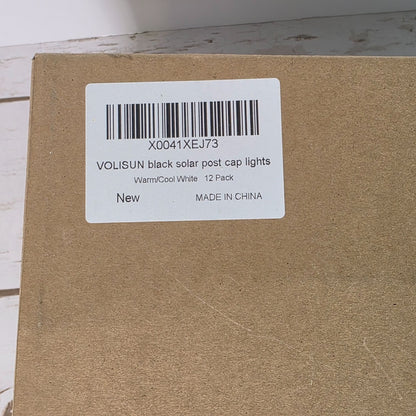 X0041XEJ73
VOLISUN black solar post cap lights
Warm/Cool White 12 Pack
New MADE IN CHINA